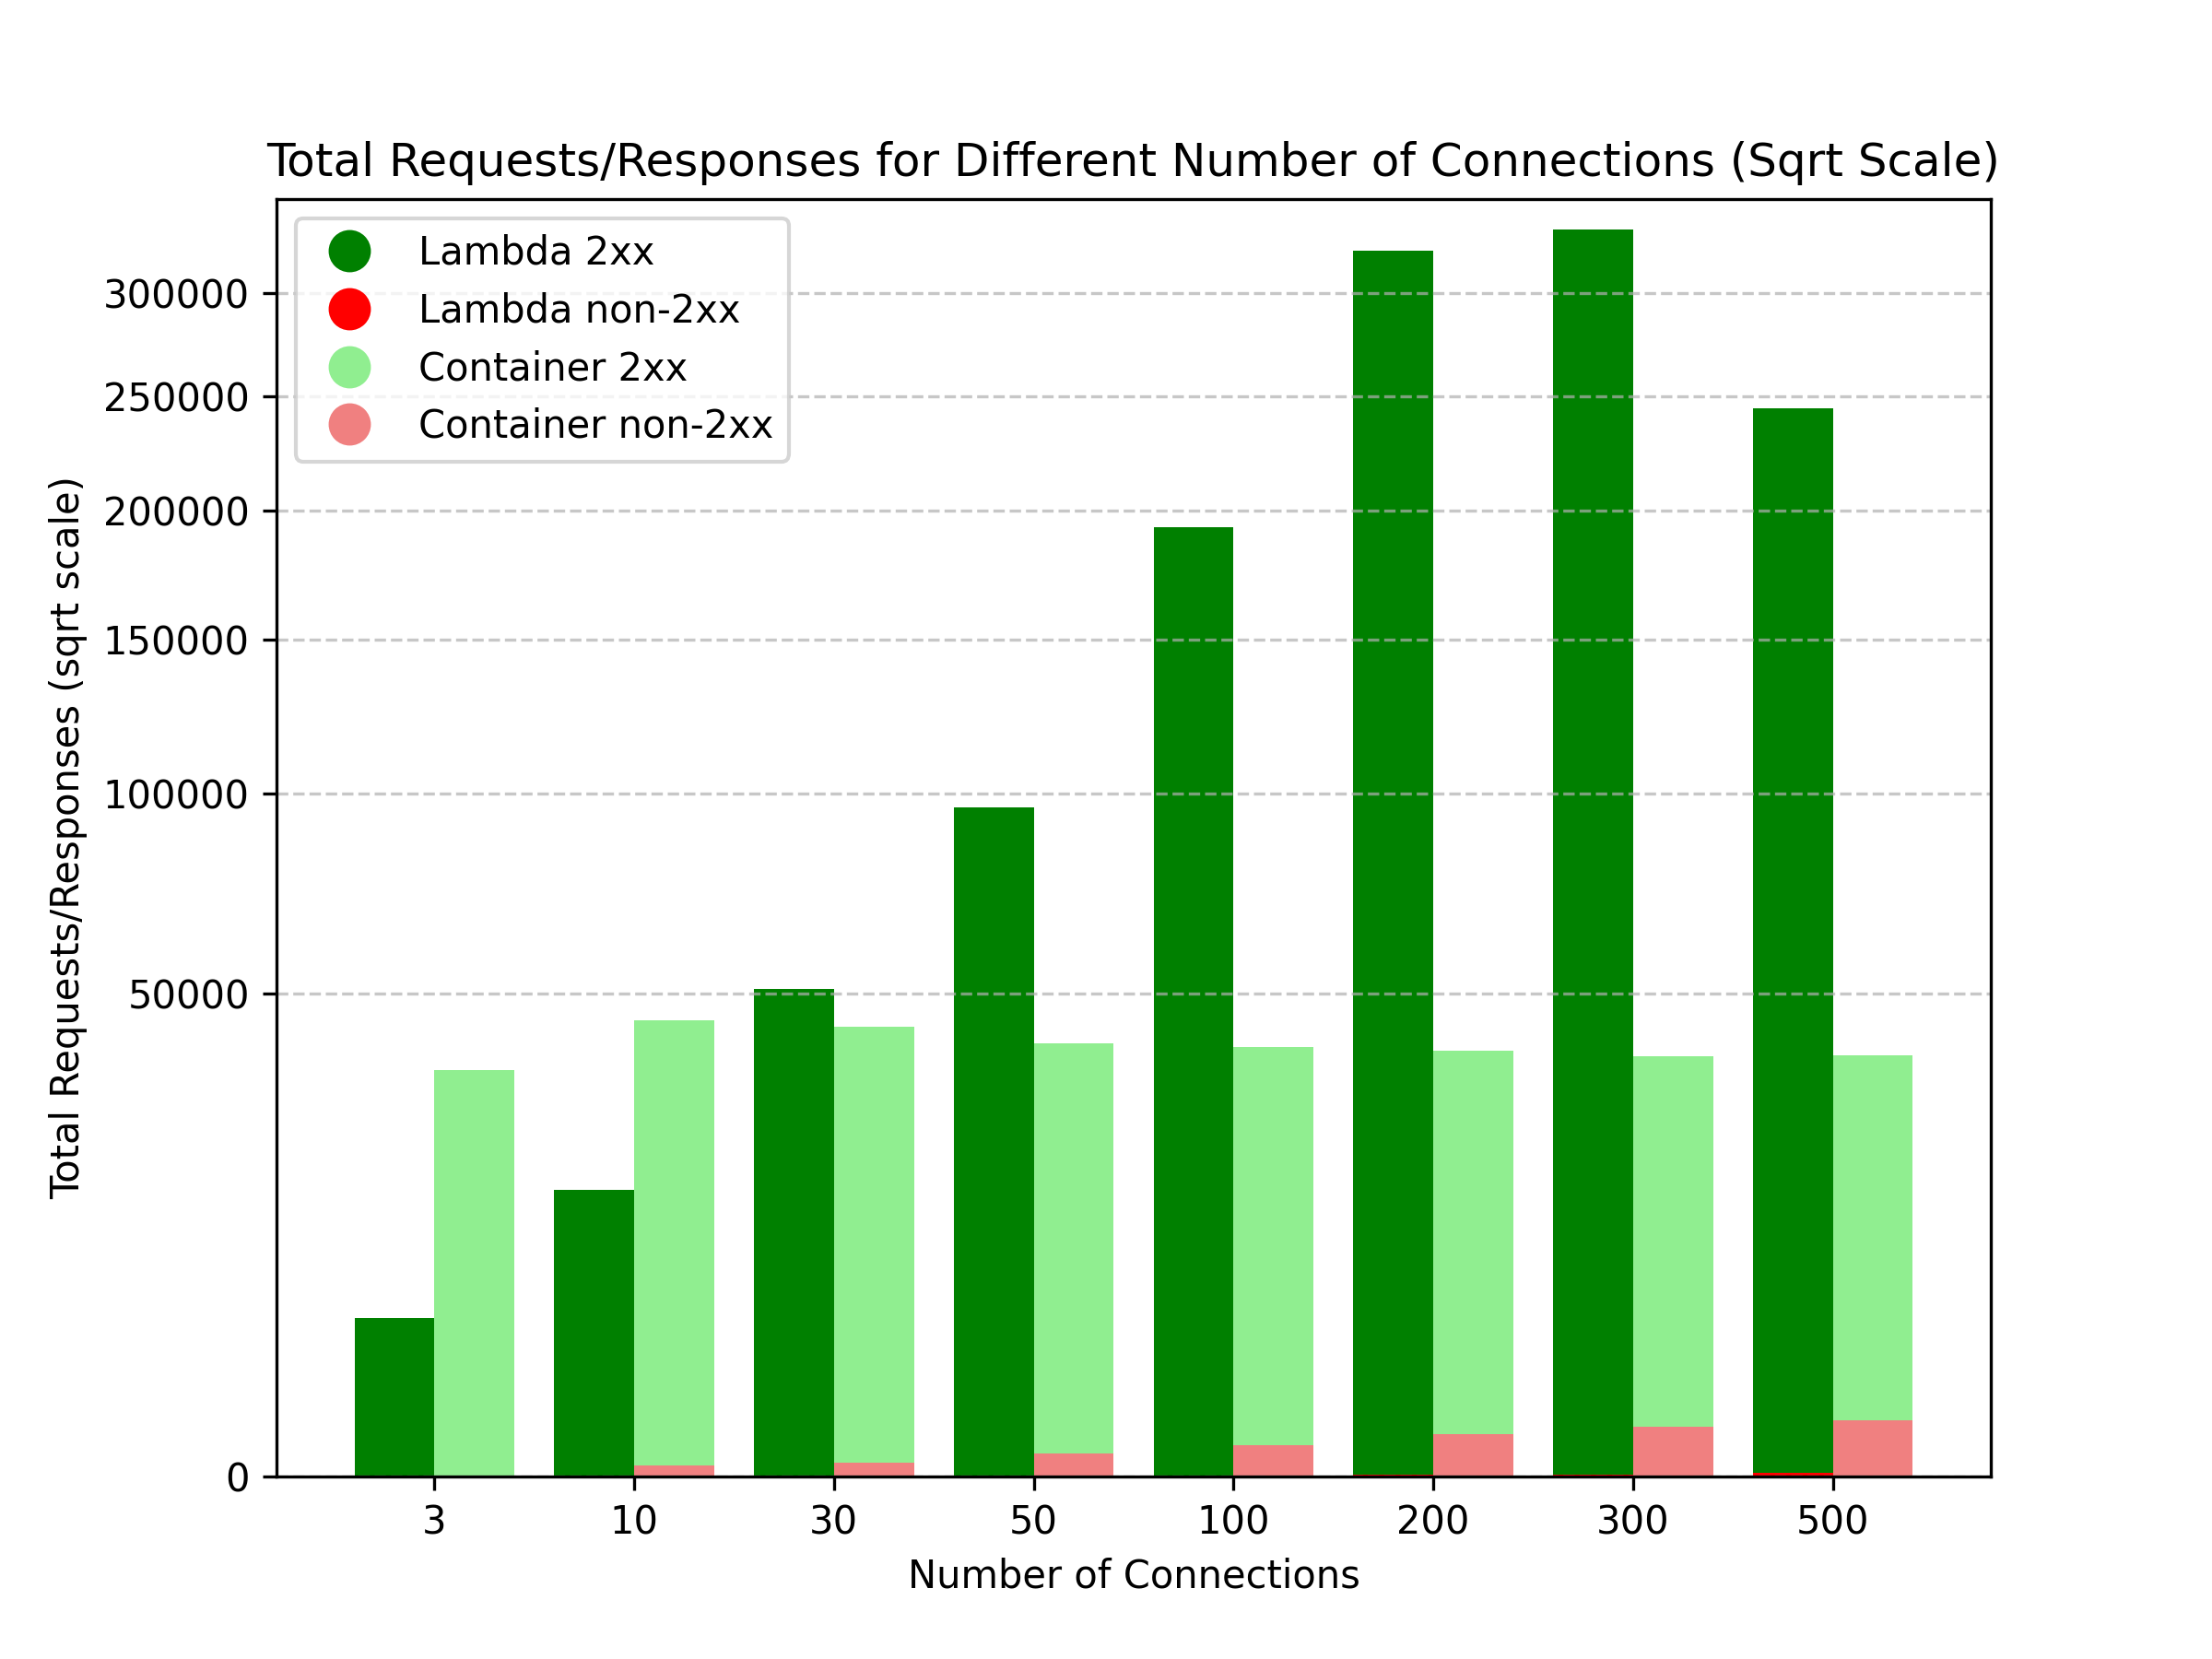 Total Requests/Responses for Different Number of Connections (Sqrt Scale)
Lambda 2xx
Lambda non-2xx
Container 2xx
Container non-2xx
300000
250000
200000
150000
100000
50000
0
Total Requests/Responses (sqrt scale)
3 10 30 50 100 200 300 500
Number of Connections